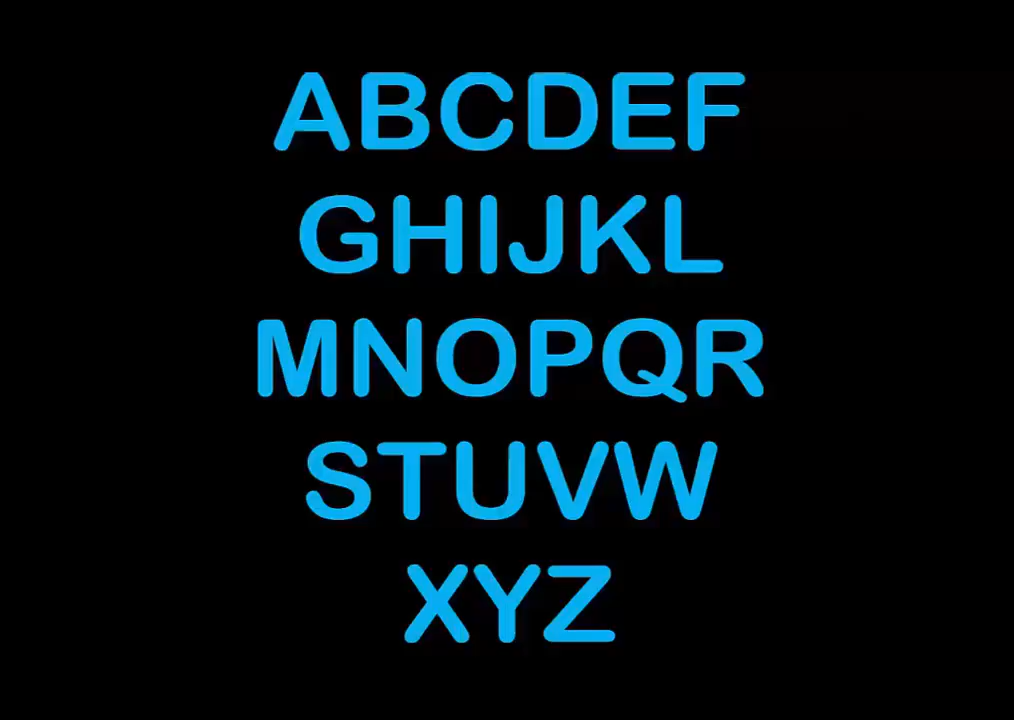 ABCDEF
GHIJKL
MNOPQR
STUVW
XYZ